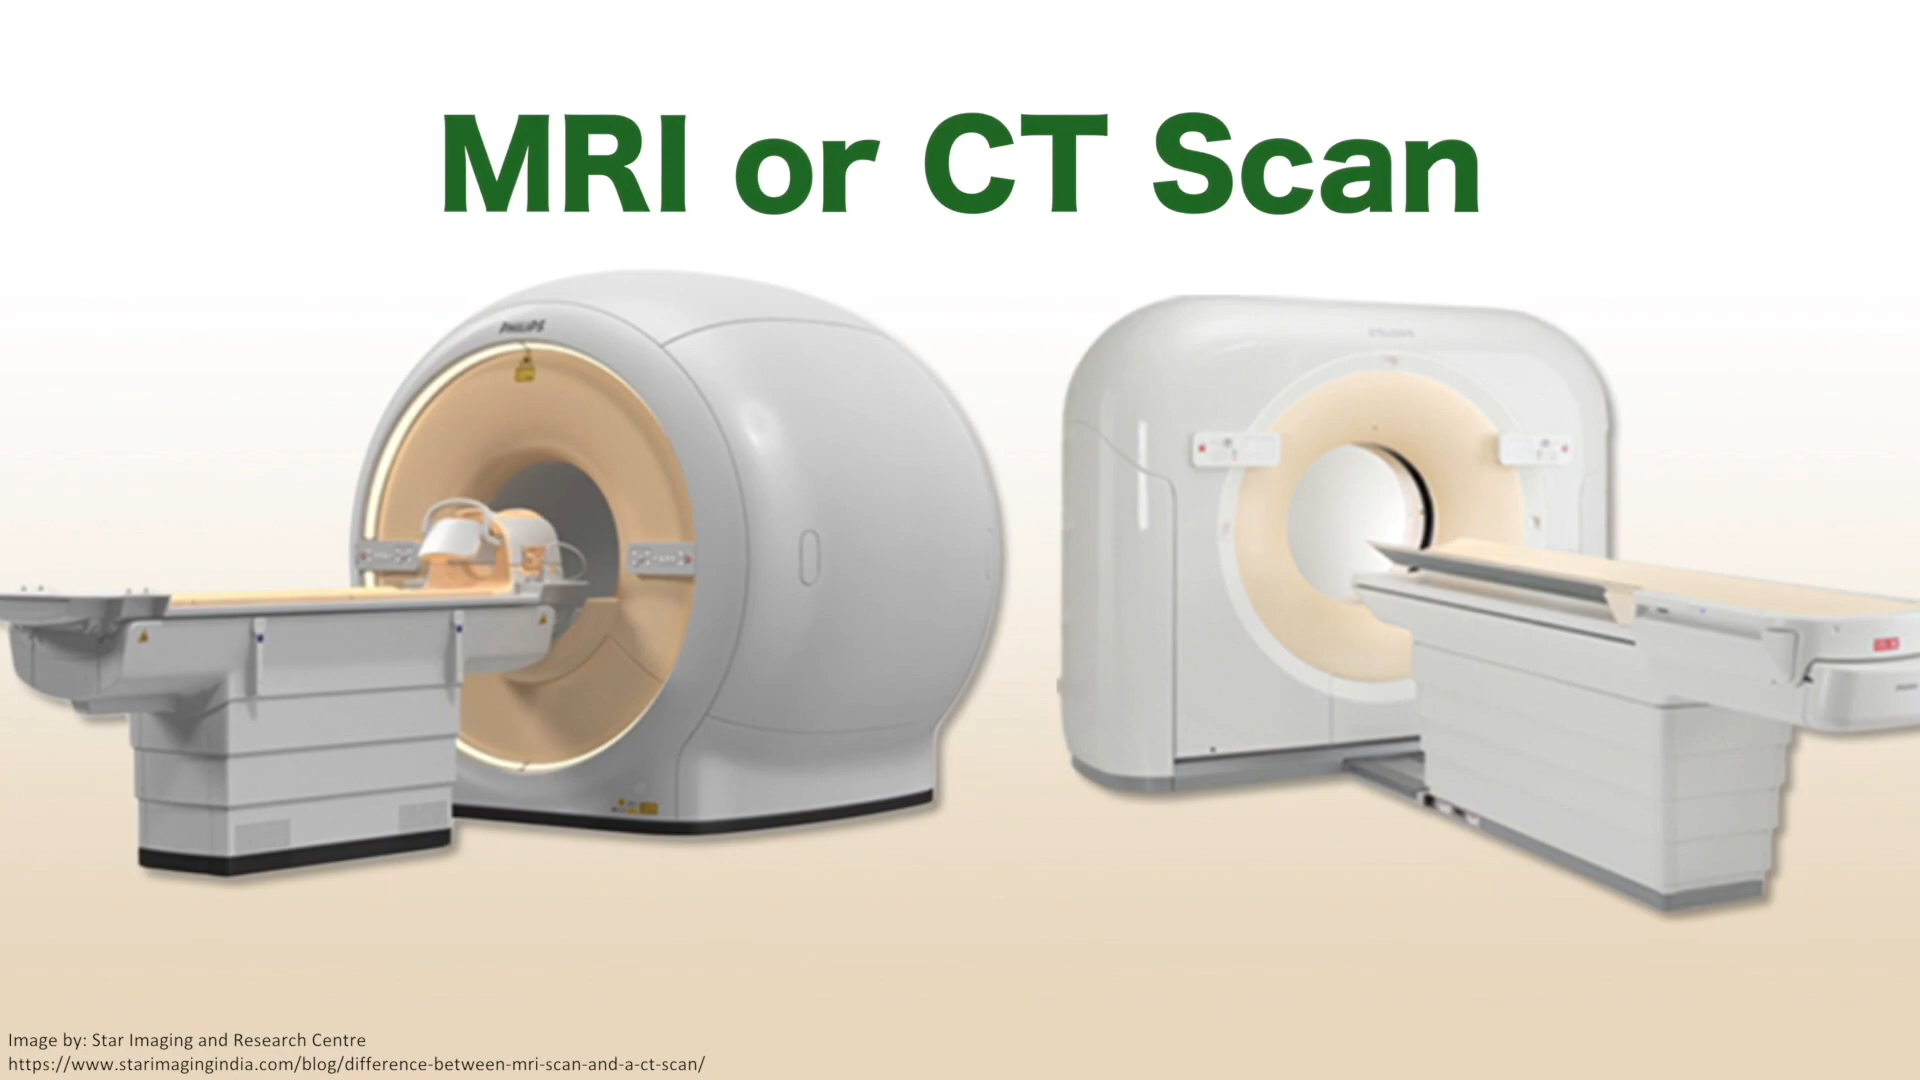 MRI or CT Scan
PHILIPS
Image by: Star Imaging and Research Centre
https://www.starimagingindia.com/blog/difference-between-mri-scan-and-a-ct-scan/